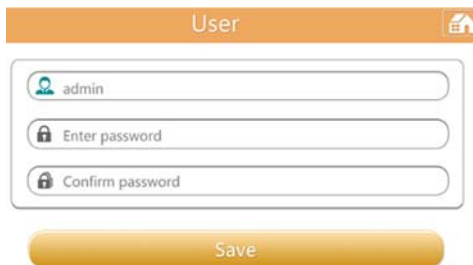 User
admin
Enter password
Confirm password
Save